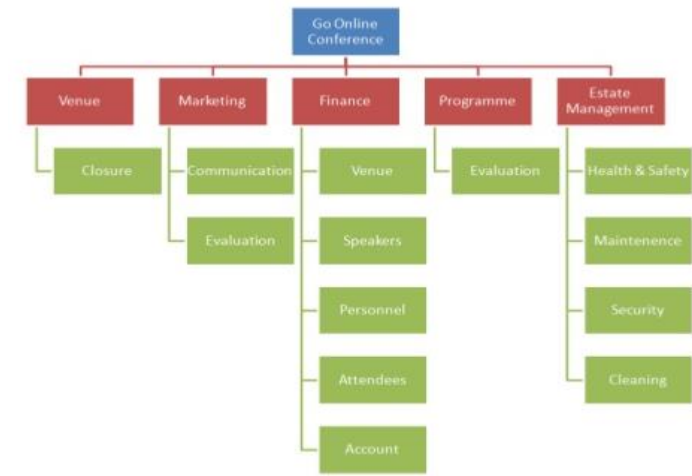 Go Online
Conference
Venue
Marketing
Finance
Programme
Estate
Management
Closure
Communication
Venue
Evaluation
Health & Safety
Evaluation
Speakers
Maintenence
Personnel
Security
Attendees
Cleaning
Account